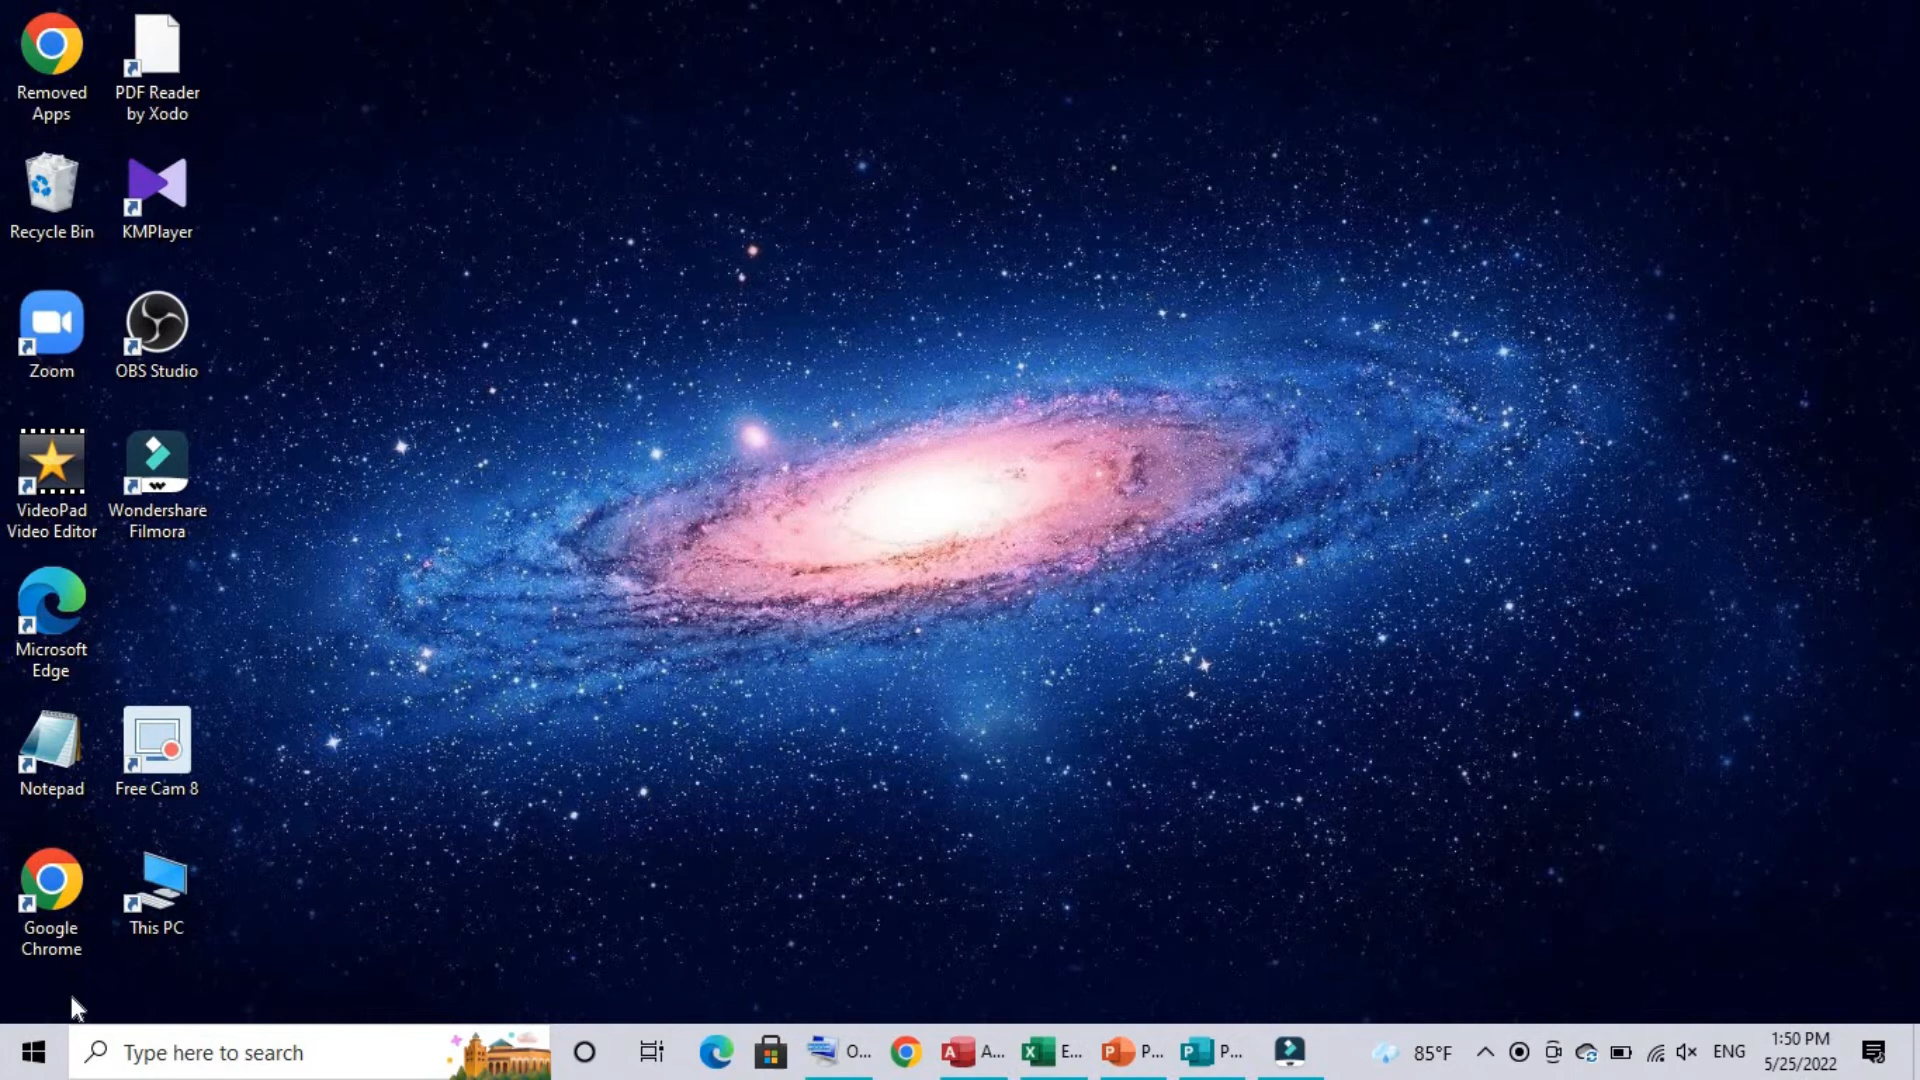 Removed
Apps
PDF Reader
by Xodo
Recycle Bin
KMPlayer
Zoom
OBS Studio
VideoPad
Video Editor
Wondershare
Filmora
Microsoft
Edge
Notepad
Free Cam 8
Google
Chrome
This PC
Type here to search
O...
A...
E...
P...
P...
85°F
ENG
1:50 PM
5/25/2022